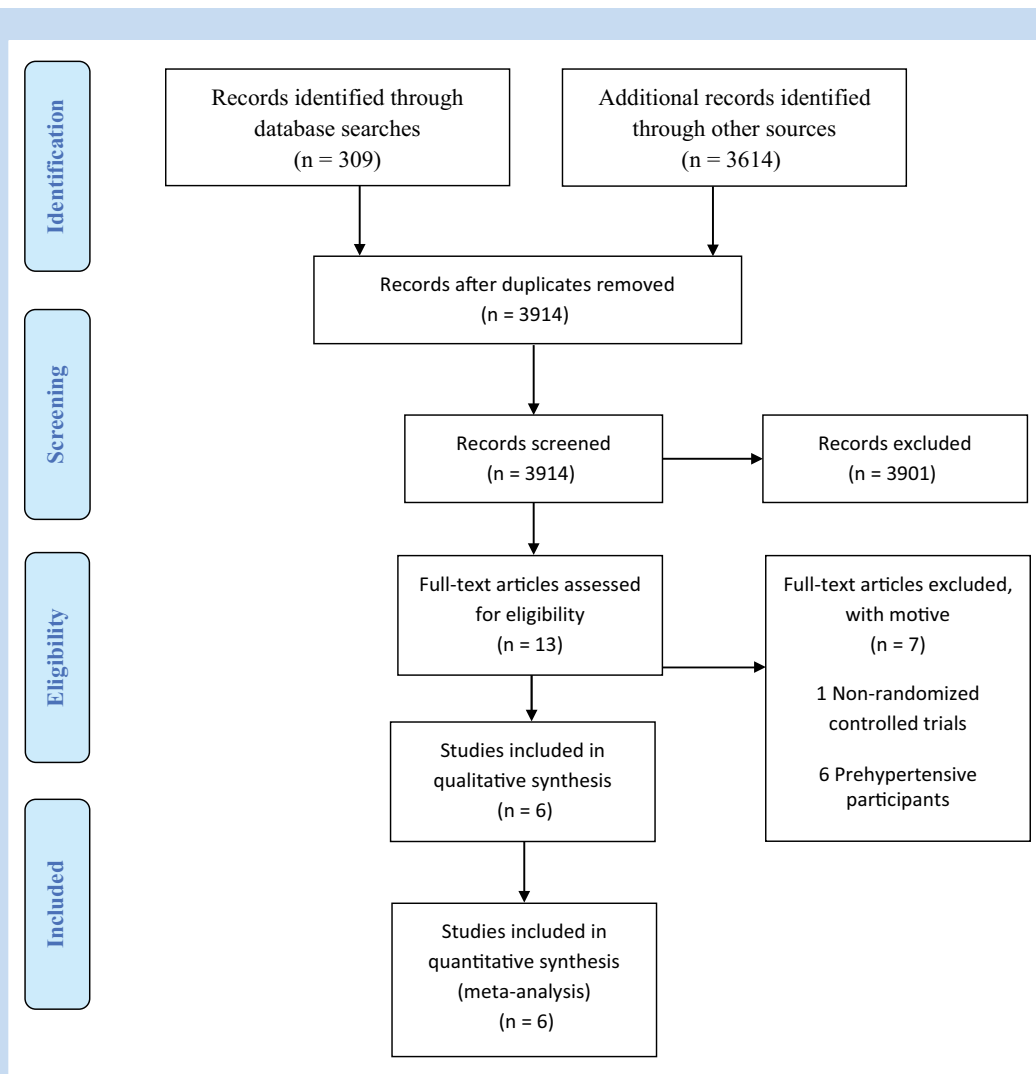 Identification
Records identified through
database searches
(n = 309)
Additional records identified
through other sources
(n = 3614)
Records after duplicates removed
(n = 3914)
Screening
Records screened
(n = 3914)
Records excluded
(n = 3901)
Eligibility
Full-text articles assessed
for eligibility
(n = 13)
Full-text articles excluded,
with motive
(n = 7)
1 Non-randomized
controlled trials
6 Prehypertensive
participants
Studies included in
qualitative synthesis
(n = 6)
Included
Studies included in
quantitative synthesis
(meta-analysis)
(n = 6)